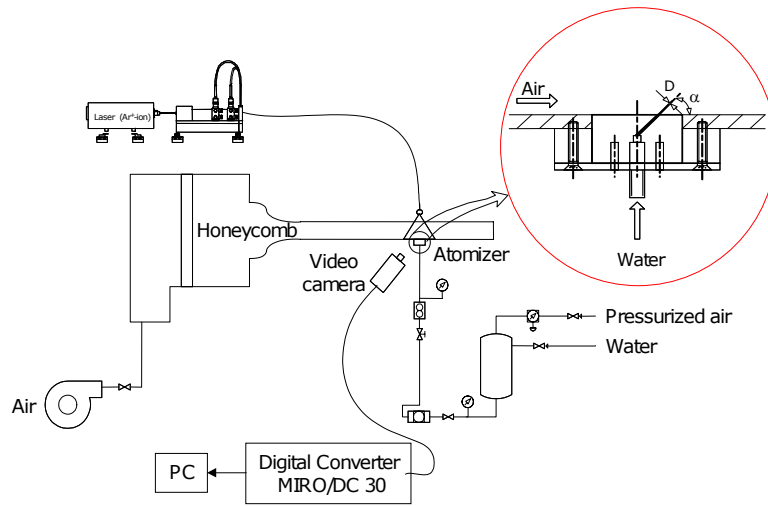 Laser (Ar⁺-ion)
Air
D
α
Water
Honeycomb
Atomizer
Video
camera
Pressurized air
Water
Air
PC
Digital Converter
MIRO/DC 30